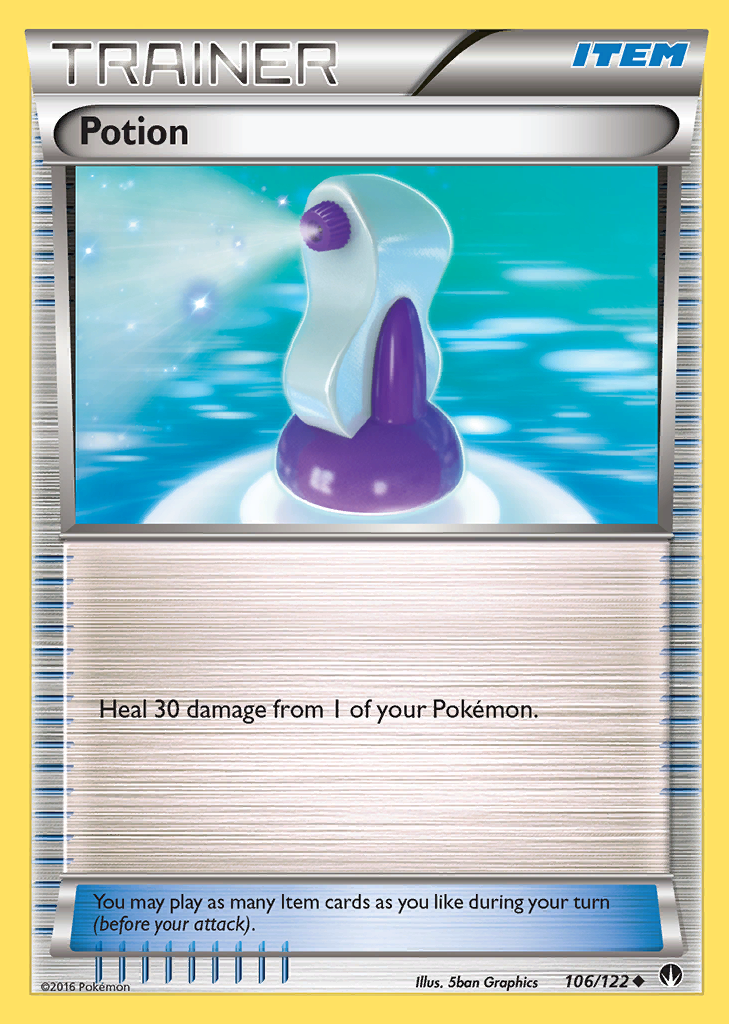 TRAINER
ITEM
Potion
Heal 30 damage from 1 of your Pokémon.
You may play as many Item cards as you like during your turn
(before your attack).
©2016 Pokémon
Illus. 5ban Graphics
106/122